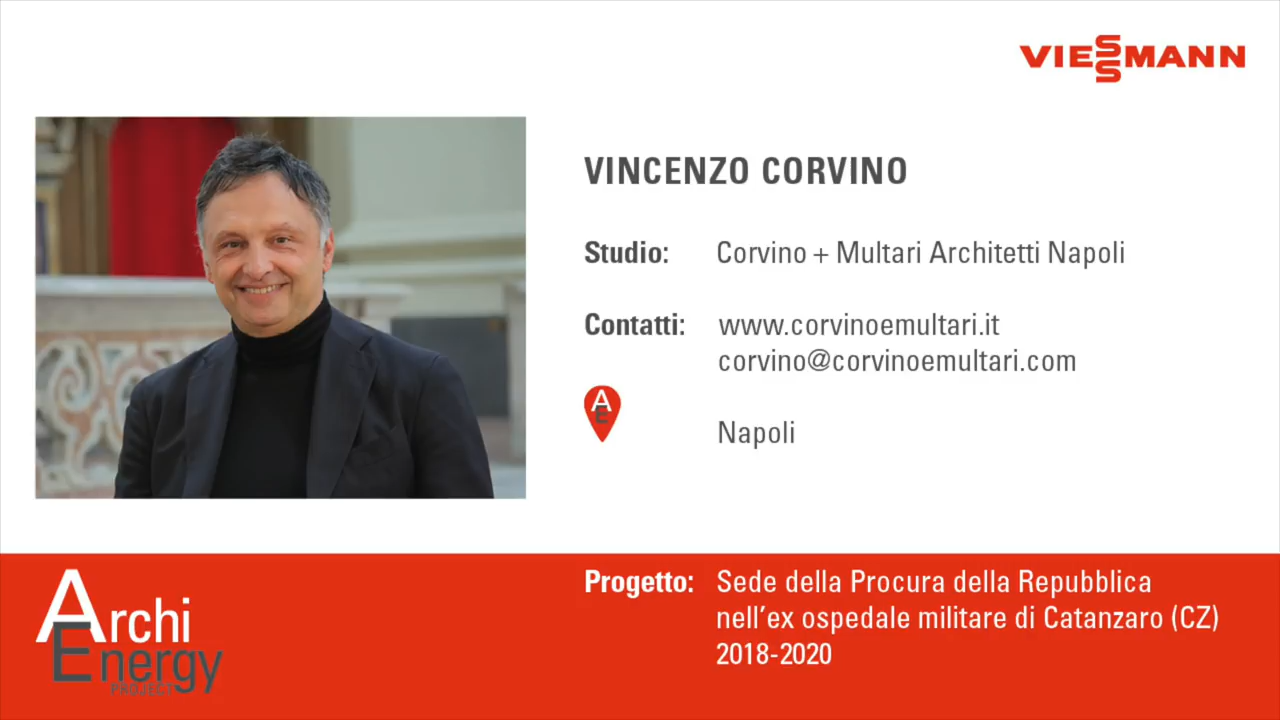 VIESSMANN
VINCENZO CORVINO
Studio: Corvino + Multari Architetti Napoli
Contatti: www.corvinoemultari.it
corvino@corvinoemultari.com
AE
Napoli
Progetto: Sede della Procura della Repubblica
nell’ex ospedale militare di Catanzaro (CZ)
2018-2020
Archi
Energy
PROJECT